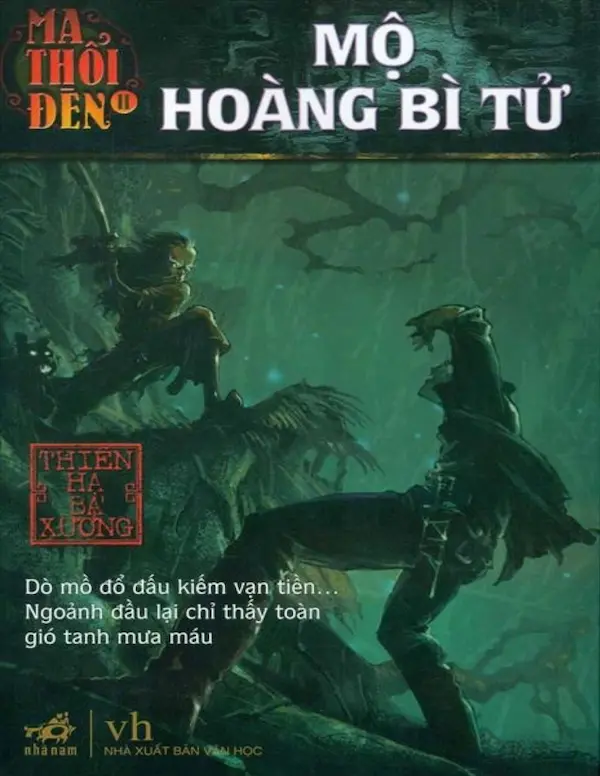 MA
THỔI
ĐÈN II
MỘ
HOÀNG BÌ TỬ
THIÊN
HẠ
BÁ
XƯỚNG
Dò mồ đổ đấu kiếm vạn tiền...
Ngoảnh đầu lại chỉ thấy toàn
gió tanh mưa máu
nhã nam
vh
NHÀ XUẤT BẢN VĂN HỌC